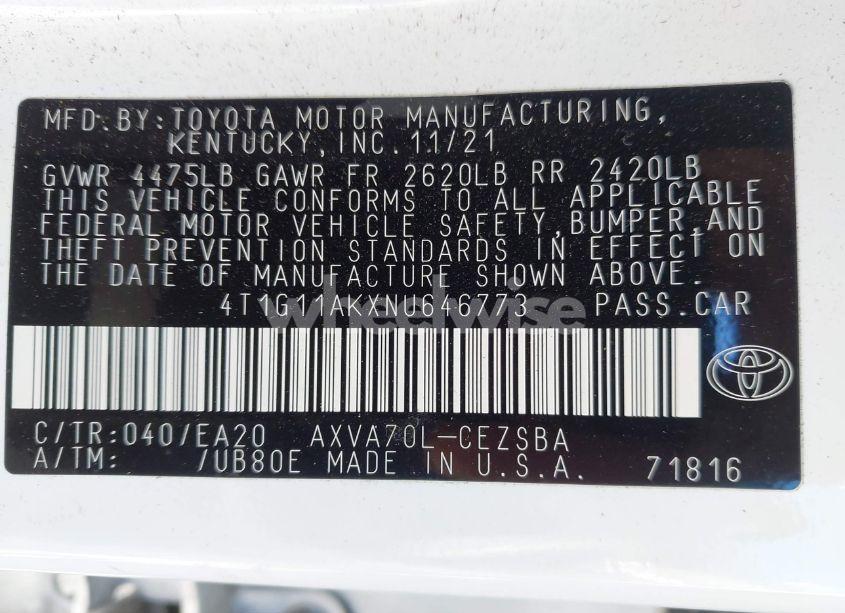 MFD.BY:TOYOTA MOTOR MANUFACTURING,
KENTUCKY,INC.11/21
GVWR 4475LB GAWR FR 2620LB RR 2420LB
THIS VEHICLE CONFORMS TO ALL APPLICABLE
FEDERAL MOTOR VEHICLE SAFETY,BUMPER,AND
THEFT PREVENTION STANDARDS IN EFFECT ON
THE DATE OF MANUFACTURE SHOWN ABOVE.
4T1G11AKXNU646773 PASS.CAR
wheelwise
C/TR:040/EA20 AXVA70L-CEZSBA
A/TM: /UB80E MADE IN U.S.A. 71816